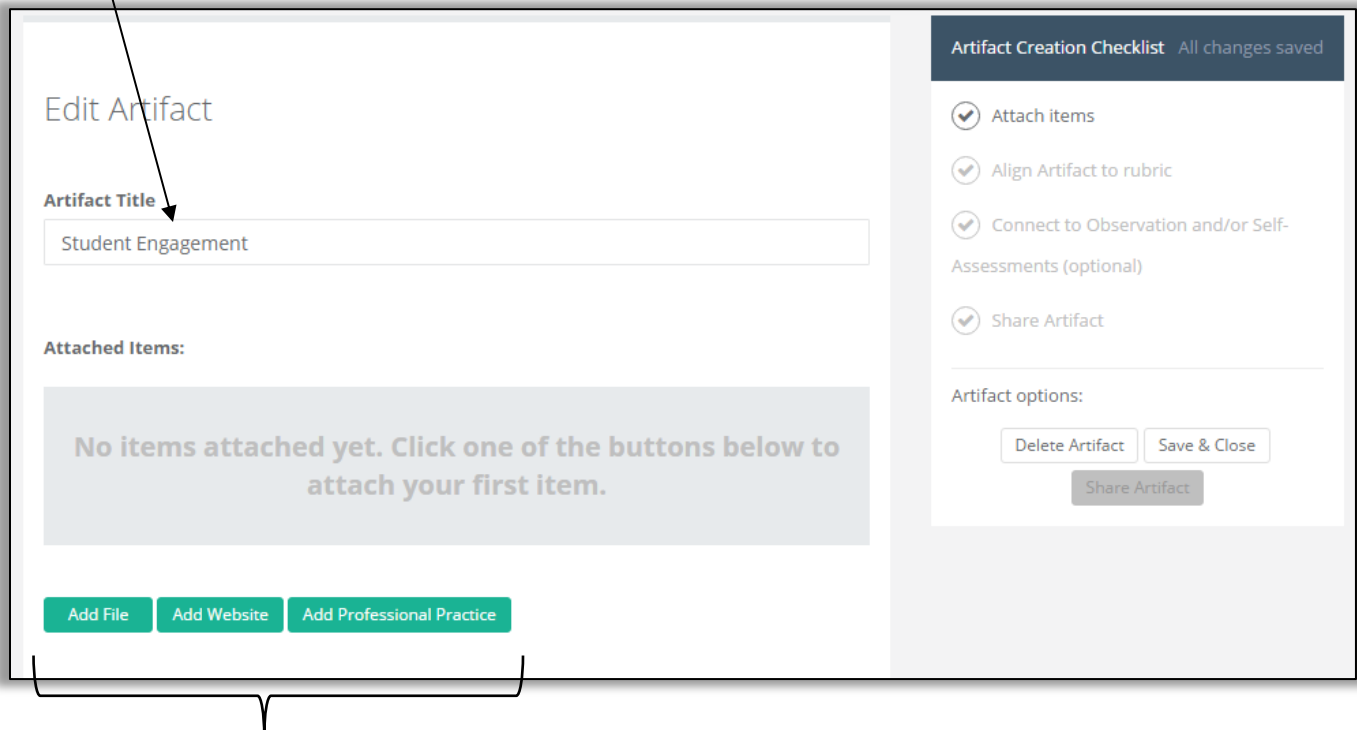 Edit Artifact
Artifact Title
Student Engagement
Attached Items:
No items attached yet. Click one of the buttons below to
attach your first item.
Add File
Add Website
Add Professional Practice
Artifact Creation Checklist All changes saved
Attach items
Align Artifact to rubric
Connect to Observation and/or Self-
Assessments (optional)
Share Artifact
Artifact options:
Delete Artifact
Save & Close
Share Artifact